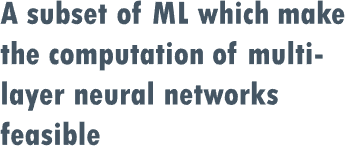 A subset of ML which make
the computation of multi-
layer neural networks
feasible